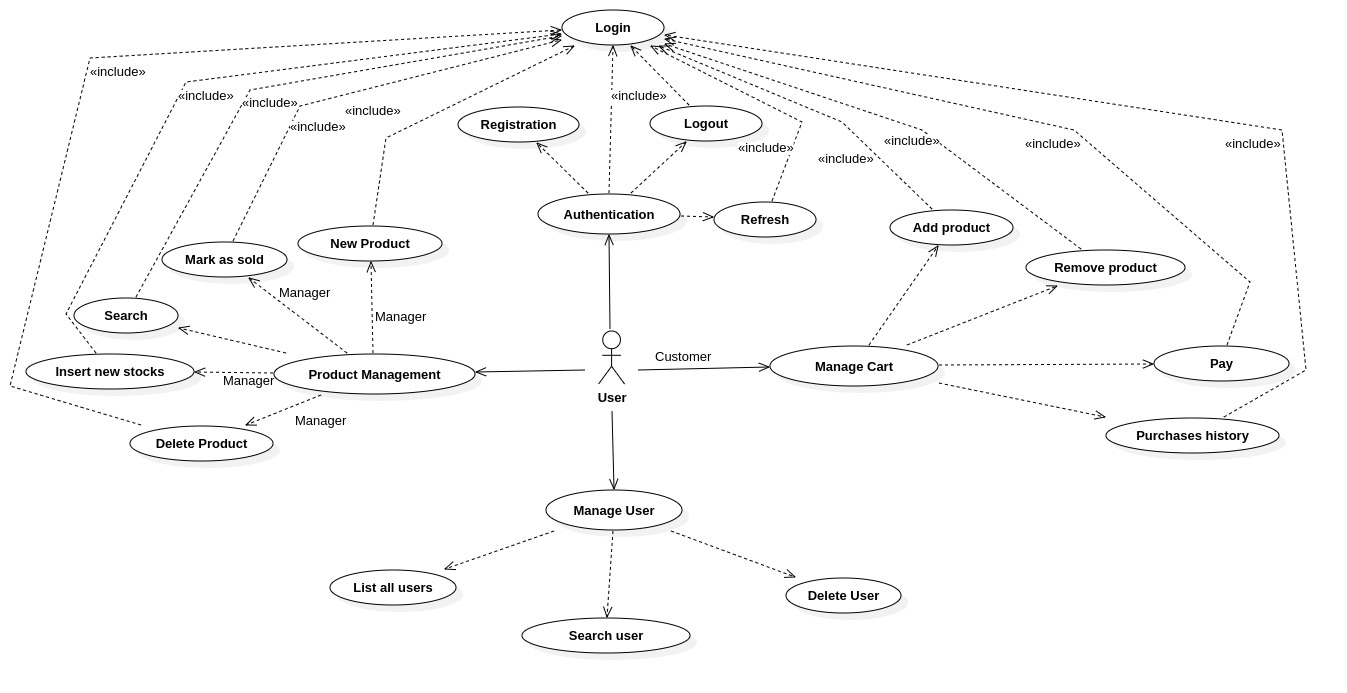 Login
«include»
«include»
«include»
«include»
«include»
«include»
Registration
Logout
«include»
«include»
«include»
«include»
«include»
Authentication
Refresh
Add product
New Product
Mark as sold
Remove product
Manager
Search
Manager
Customer
Insert new stocks
Manager
Product Management
User
Manage Cart
Pay
Manager
Delete Product
Purchases history
Manage User
List all users
Delete User
Search user